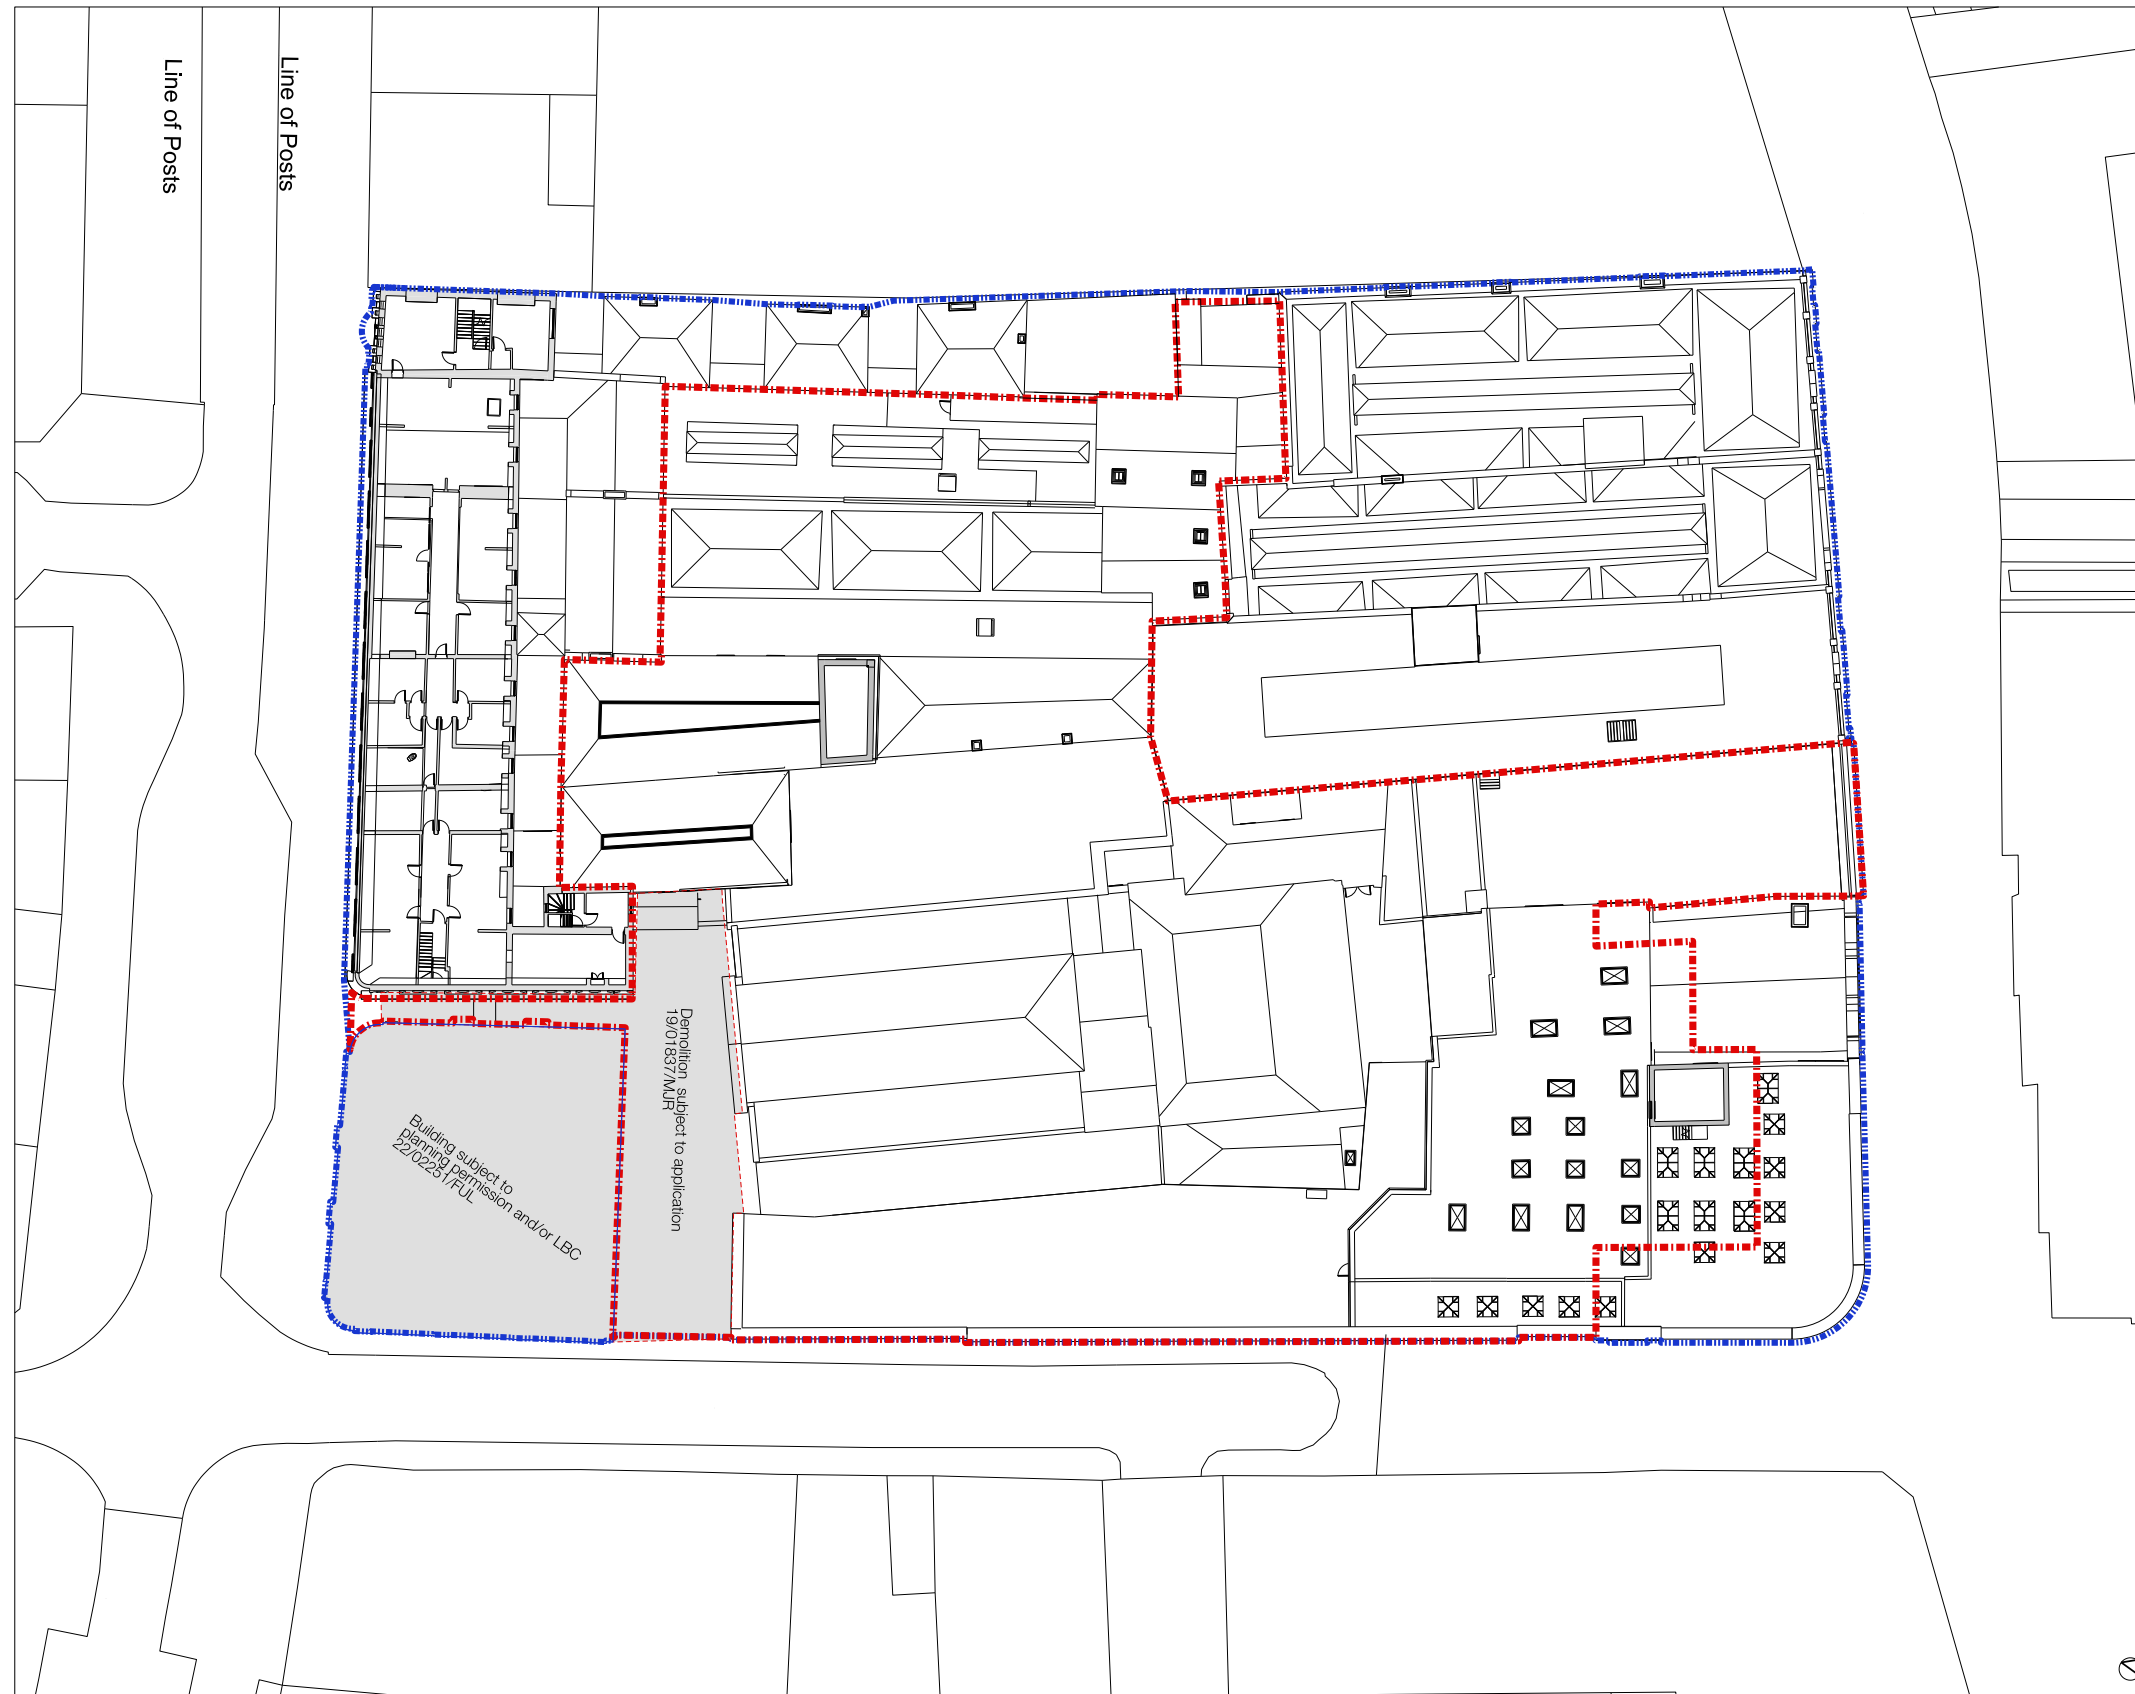 Line of Posts
Line of Posts
Demolition subject to application
19/01837/MJR
Building subject to
planning permission and/or LBC
22/02251/FUL